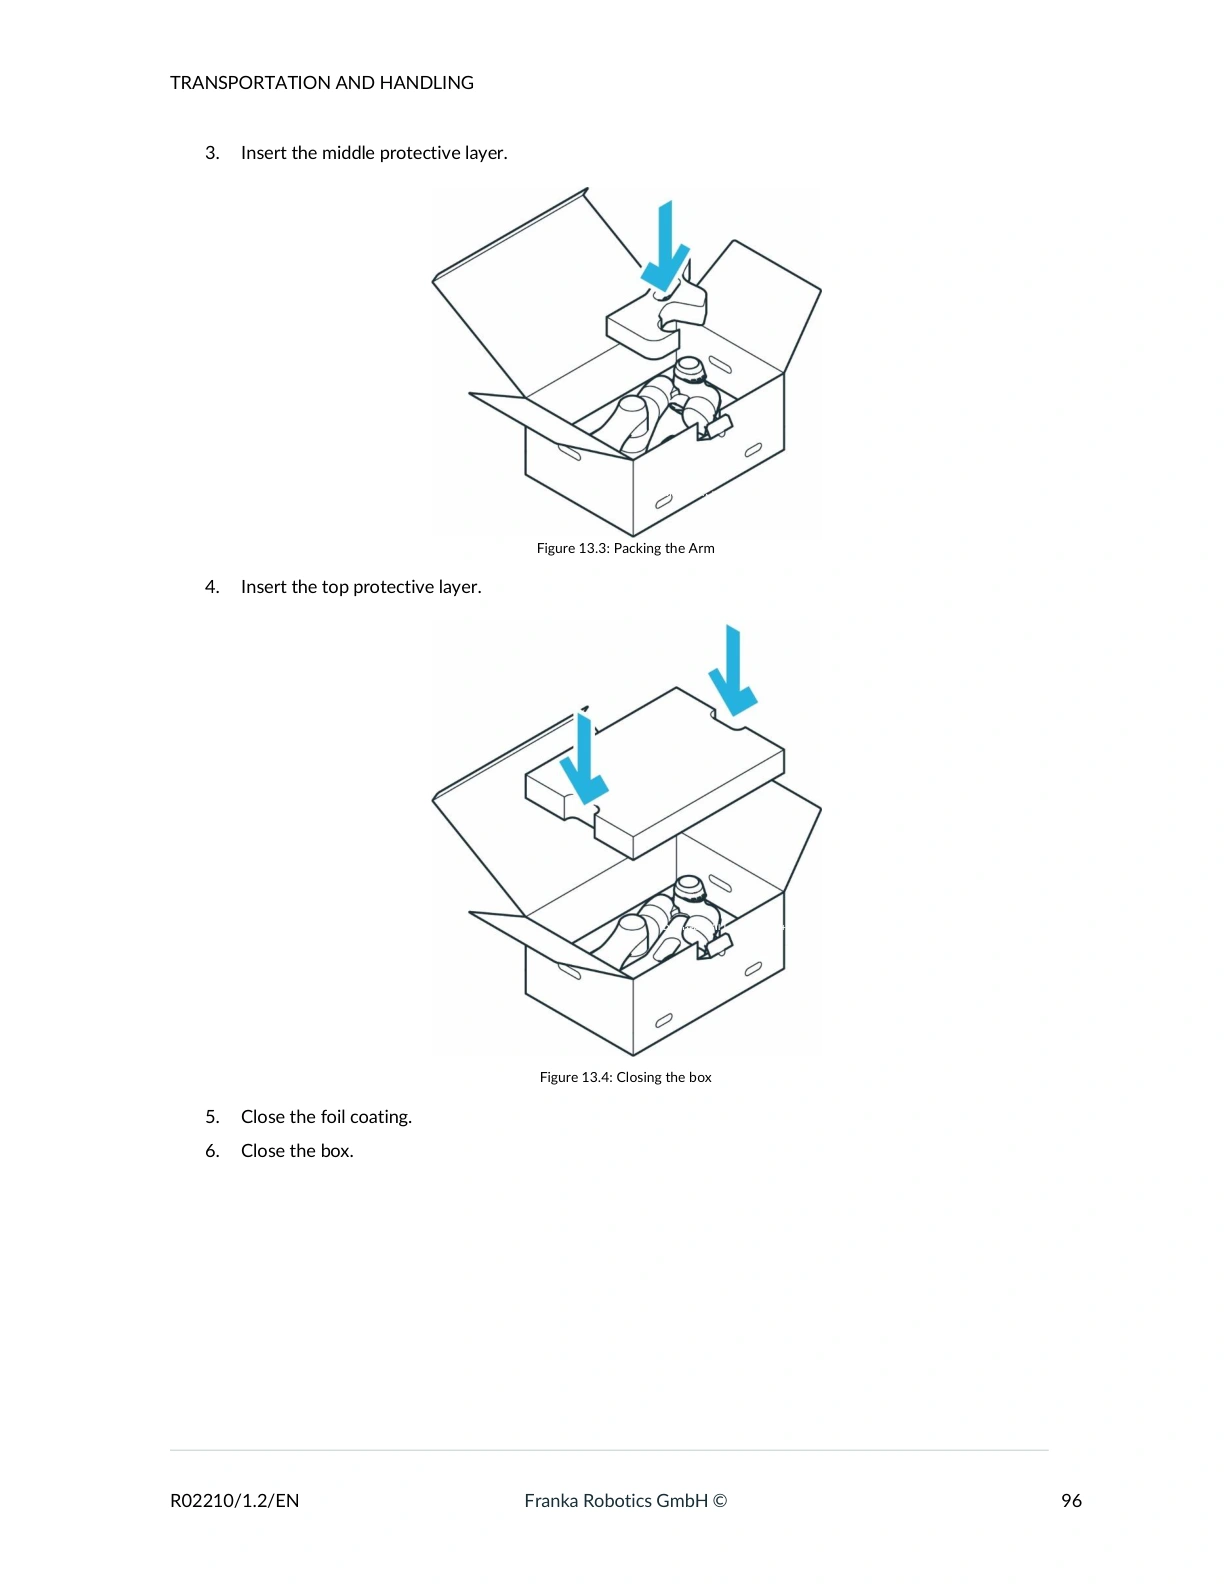 TRANSPORTATION AND HANDLING
3. Insert the middle protective layer.
Figure 13.3: Packing the Arm
4. Insert the top protective layer.
Figure 13.4: Closing the box
5. Close the foil coating.
6. Close the box.
R02210/1.2/EN Franka Robotics GmbH © 96